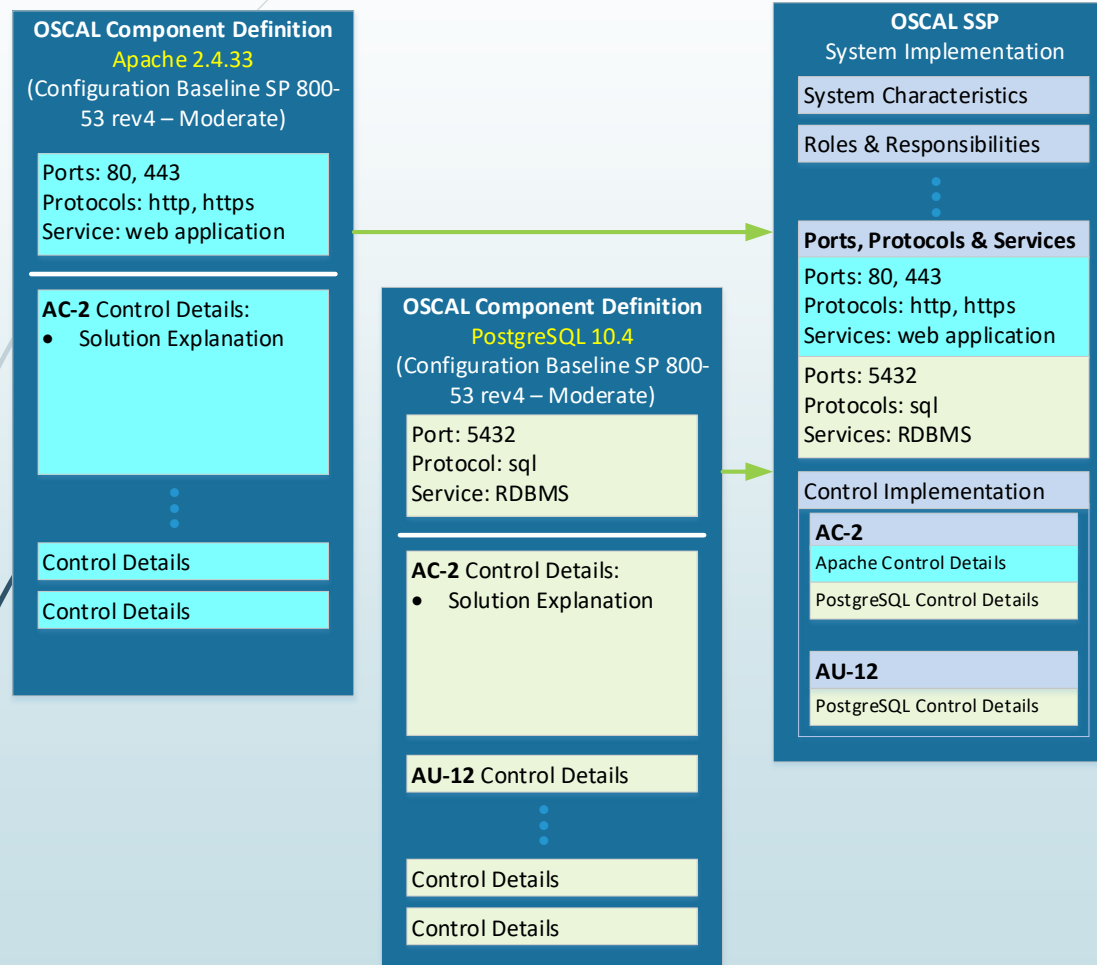 OSCAL Component Definition
Apache 2.4.33
(Configuration Baseline SP 800-
53 rev4 – Moderate)
Ports: 80, 443
Protocols: http, https
Service: web application
AC-2 Control Details:
• Solution Explanation
Control Details
Control Details
OSCAL Component Definition
PostgreSQL 10.4
(Configuration Baseline SP 800-
53 rev4 – Moderate)
Port: 5432
Protocol: sql
Service: RDBMS
AC-2 Control Details:
• Solution Explanation
AU-12 Control Details
Control Details
Control Details
OSCAL SSP
System Implementation
System Characteristics
Roles & Responsibilities
Ports, Protocols & Services
Ports: 80, 443
Protocols: http, https
Services: web application
Ports: 5432
Protocols: sql
Services: RDBMS
Control Implementation
AC-2
Apache Control Details
PostgreSQL Control Details
AU-12
PostgreSQL Control Details